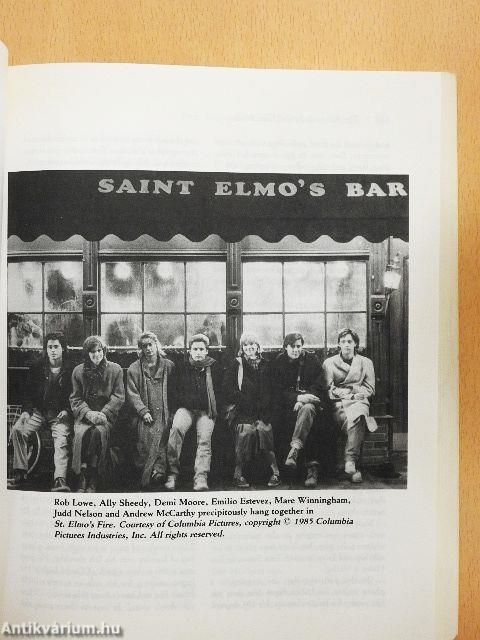 SAINT ELMO'S BAR
Rob Lowe, Ally Sheedy, Demi Moore, Emilio Estevez, Mare Winningham,
Judd Nelson and Andrew McCarthy precipitously hang together in
St. Elmo's Fire. Courtesy of Columbia Pictures, copyright © 1985 Columbia
Pictures Industries, Inc. All rights reserved.
Antikvárium.hu